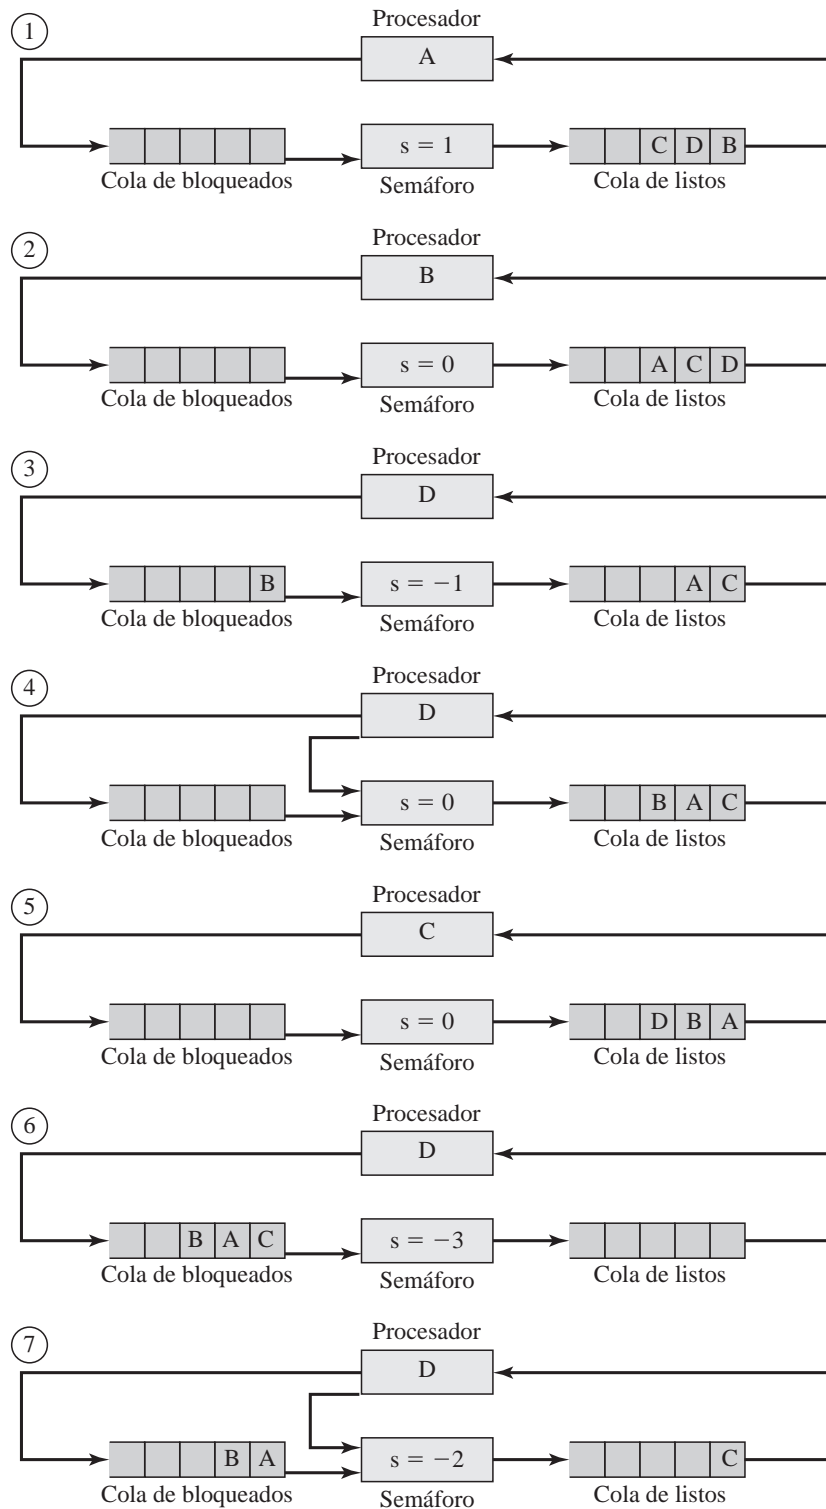 1
Procesador
A
s = 1
C D B
Cola de bloqueados
Semáforo
Cola de listos
2
Procesador
B
s = 0
A C D
Cola de bloqueados
Semáforo
Cola de listos
3
Procesador
D
B
s = −1
A C
Cola de bloqueados
Semáforo
Cola de listos
4
Procesador
D
s = 0
B A C
Cola de bloqueados
Semáforo
Cola de listos
5
Procesador
C
s = 0
D B A
Cola de bloqueados
Semáforo
Cola de listos
6
Procesador
D
B A C
s = −3
Cola de bloqueados
Semáforo
Cola de listos
7
Procesador
D
B A
s = −2
C
Cola de bloqueados
Semáforo
Cola de listos